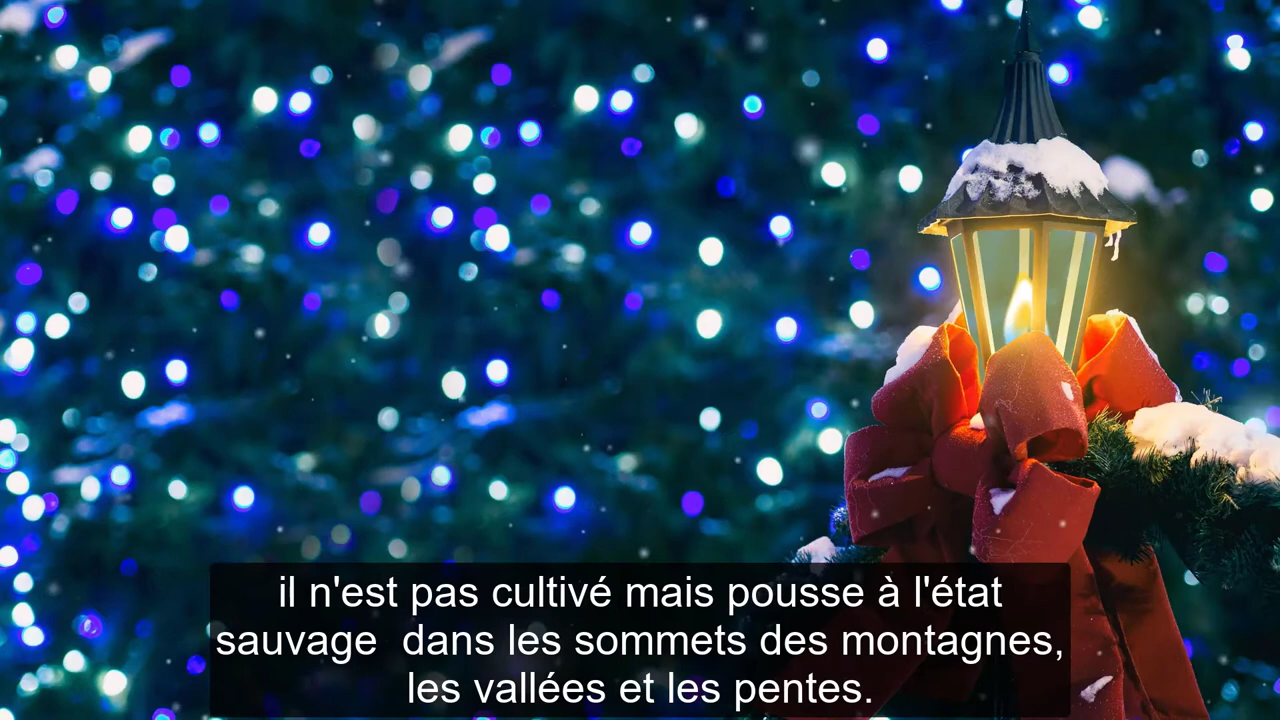 il n'est pas cultivé mais pousse à l'état
sauvage  dans les sommets des montagnes,
les vallées et les pentes.